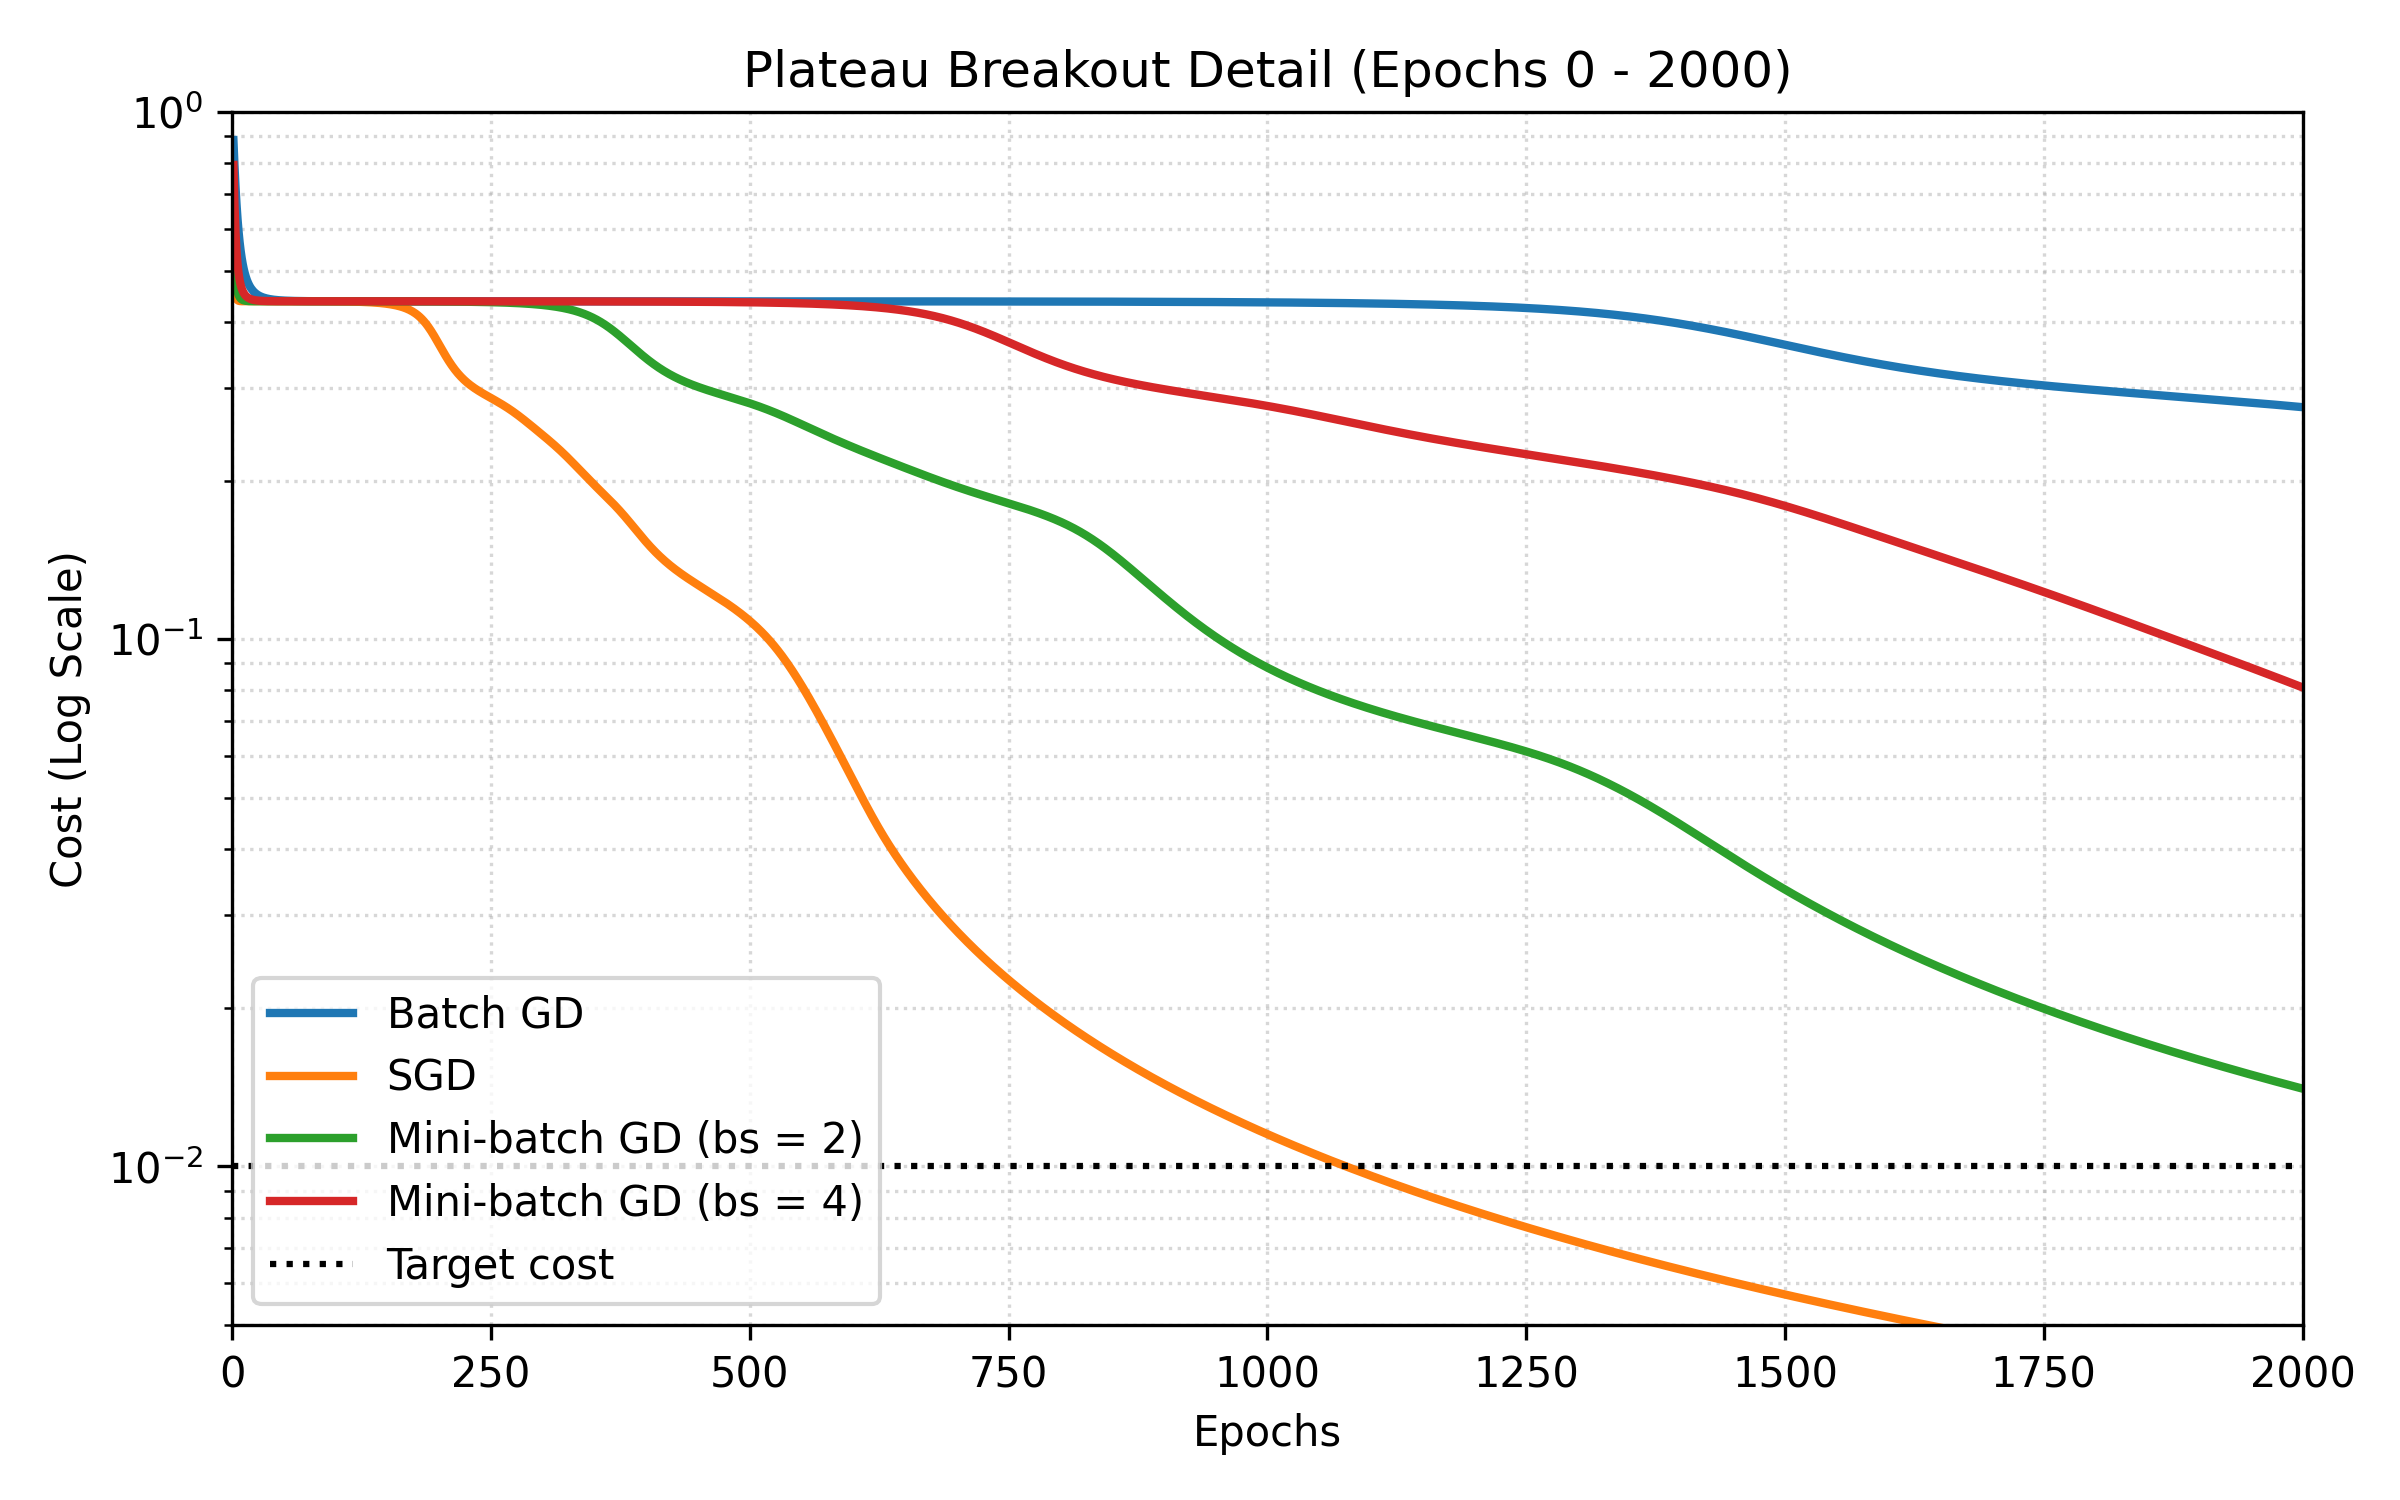 Plateau Breakout Detail (Epochs 0 - 2000)
10⁰
10⁻¹
10⁻²
Cost (Log Scale)
Batch GD
SGD
Mini-batch GD (bs = 2)
Mini-batch GD (bs = 4)
Target cost
0 250 500 750 1000 1250 1500 1750 2000
Epochs